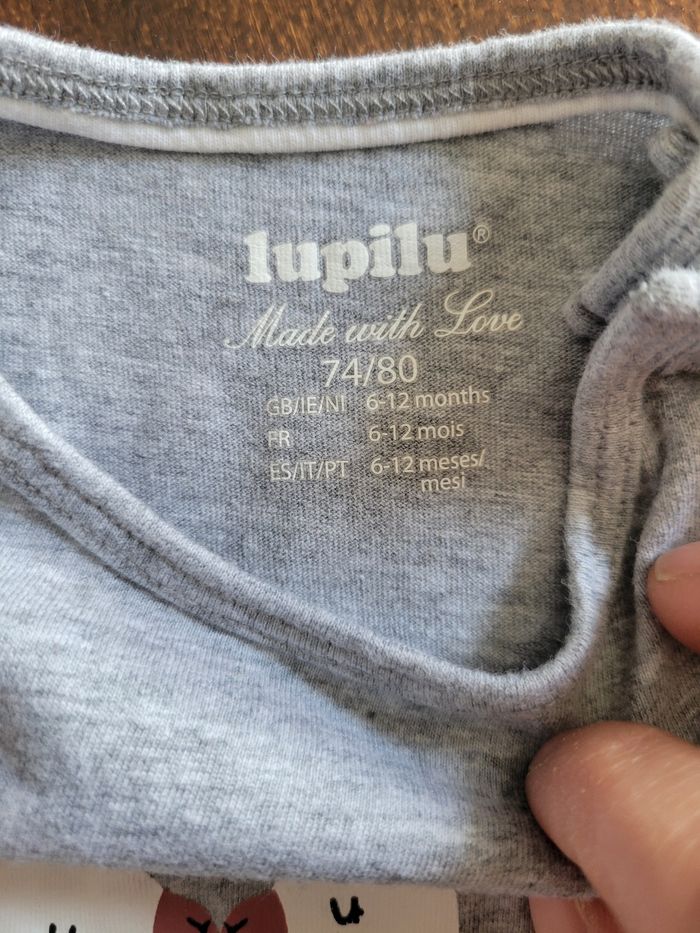 lupilu®
Made with Love
74/80
GB/IE/NI 6-12 months
FR 6-12 mois
ES/IT/PT 6-12 meses/
mesi
u